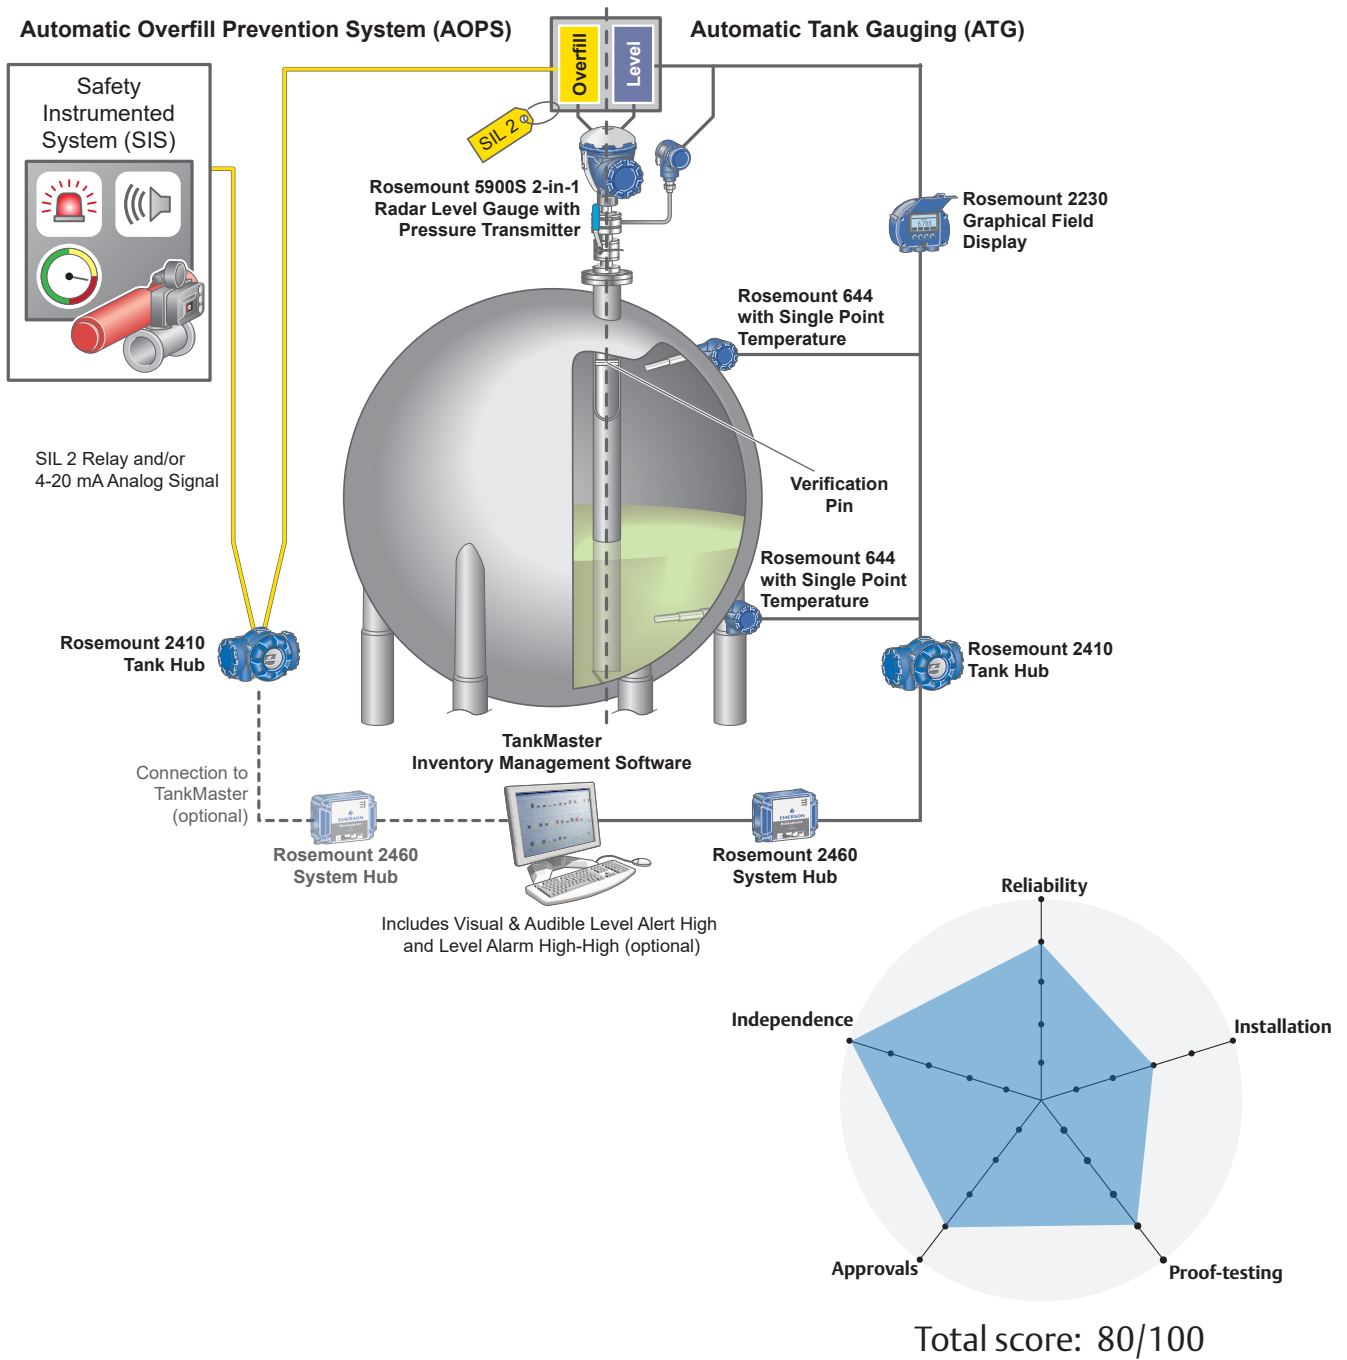 Automatic Overfill Prevention System (AOPS)
Automatic Tank Gauging (ATG)
Overfill
Level
Safety
Instrumented
System (SIS)
SIL 2
Rosemount 5900S 2-in-1
Radar Level Gauge with
Pressure Transmitter
Rosemount 2230
Graphical Field
Display
Rosemount 644
with Single Point
Temperature
SIL 2 Relay and/or
4-20 mA Analog Signal
Verification
Pin
Rosemount 644
with Single Point
Temperature
Rosemount 2410
Tank Hub
Rosemount 2410
Tank Hub
TankMaster
Inventory Management Software
Connection to
TankMaster
(optional)
EMERSON
EMERSON
Rosemount 2460
System Hub
Rosemount 2460
System Hub
Includes Visual & Audible Level Alert High
and Level Alarm High-High (optional)
Reliability
Independence
Installation
Approvals
Proof-testing
Total score: 80/100